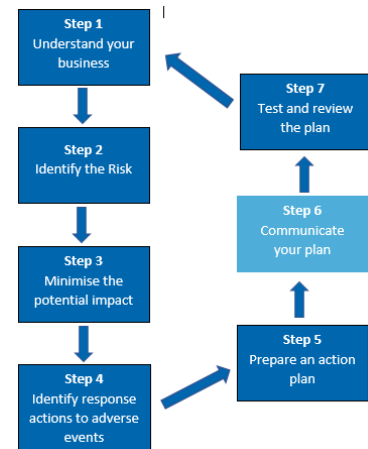 Step 1
Understand your
business
Step 2
Identify the Risk
Step 3
Minimise the
potential impact
Step 4
Identify response
actions to adverse
events
Step 5
Prepare an action
plan
Step 6
Communicate
your plan
Step 7
Test and review
the plan